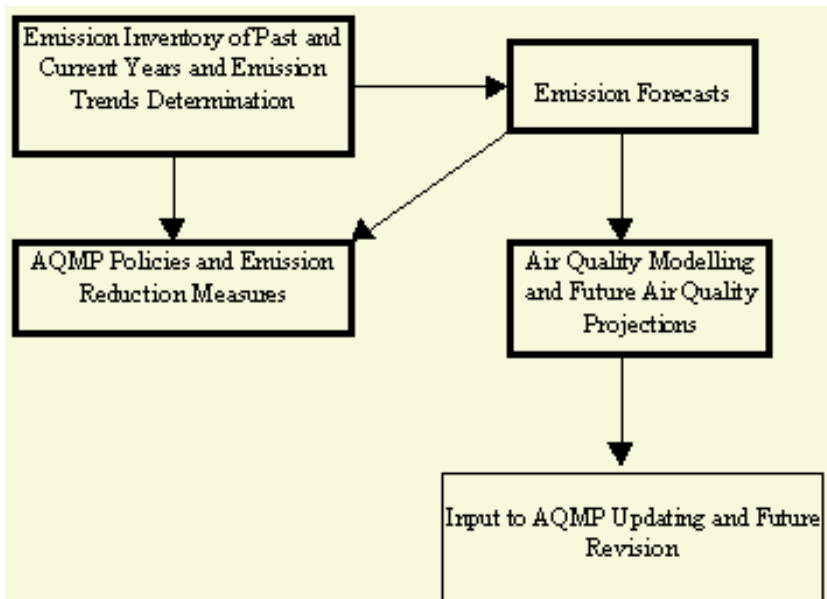 Emission Inventory of Past and
Current Years and Emission
Trends Determination
Emission Forecasts
AQMP Policies and Emission
Reduction Measures
Air Quality Modelling
and Future Air Quality
Projections
Input to AQMP Updating and Future
Revision